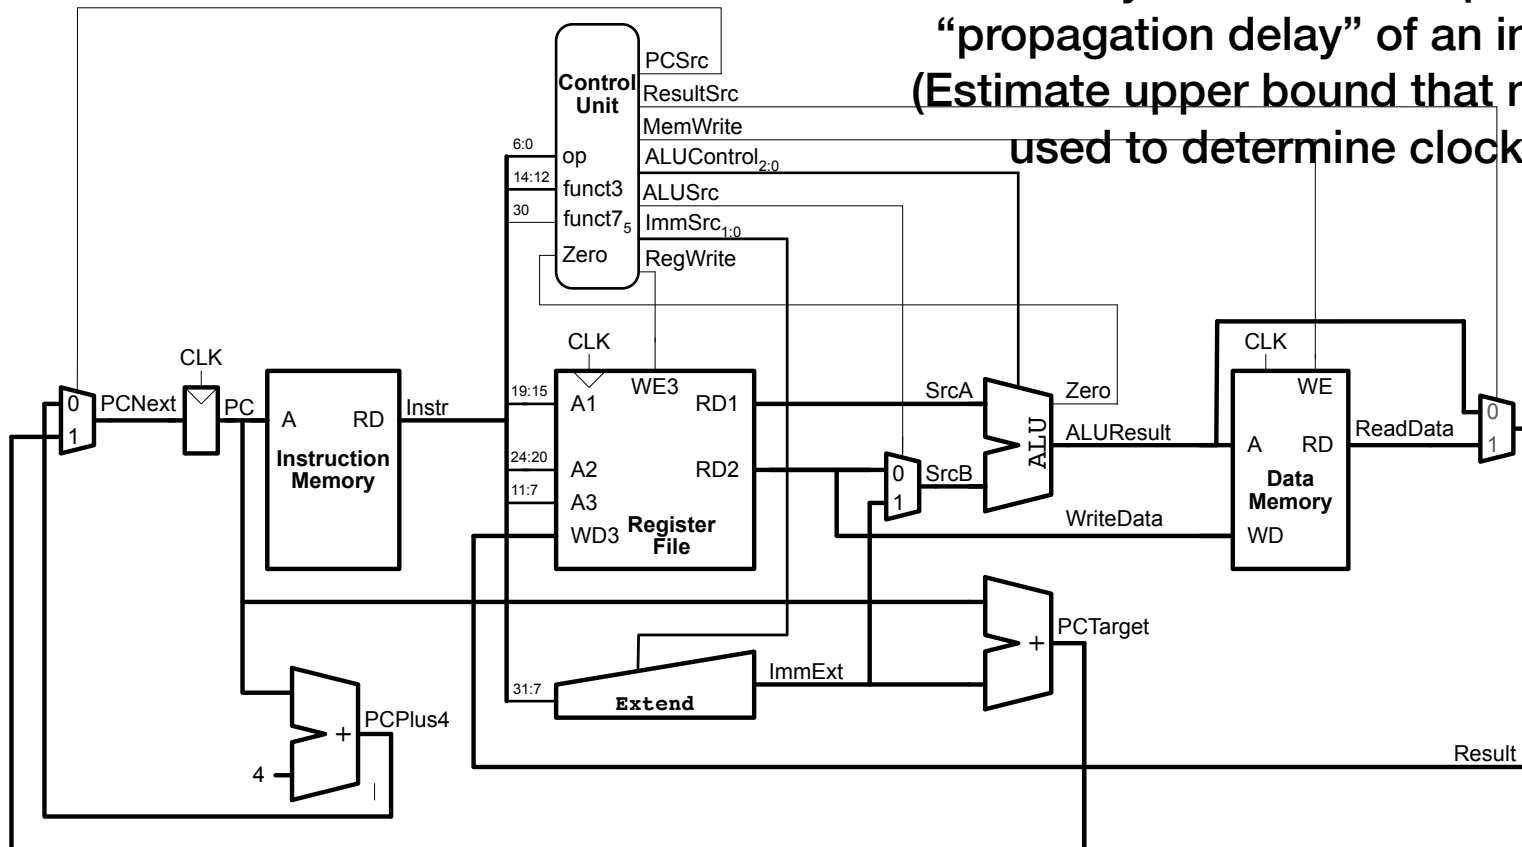 “propagation delay” of an
(Estimate upper bound that
used to determine clock
PCSrc
Control
Unit
ResultSrc
MemWrite
6:0
op
ALUControl2:0
14:12
funct3
ALUSrc
30
funct75
ImmSrc1:0
Zero
RegWrite
CLK
CLK
CLK
WE3
WE
0
1
PCNext
PC
A
RD
Instr
Instruction
Memory
19:15
A1
RD1
SrcA
Zero
ALU
ALUResult
24:20
A2
RD2
0
1
SrcB
11:7
A3
WD3
Register
File
A
RD
ReadData
0
1
Data
Memory
WriteData
WD
+
PCTarget
31:7
Extend
ImmExt
+
PCPlus4
4
Result